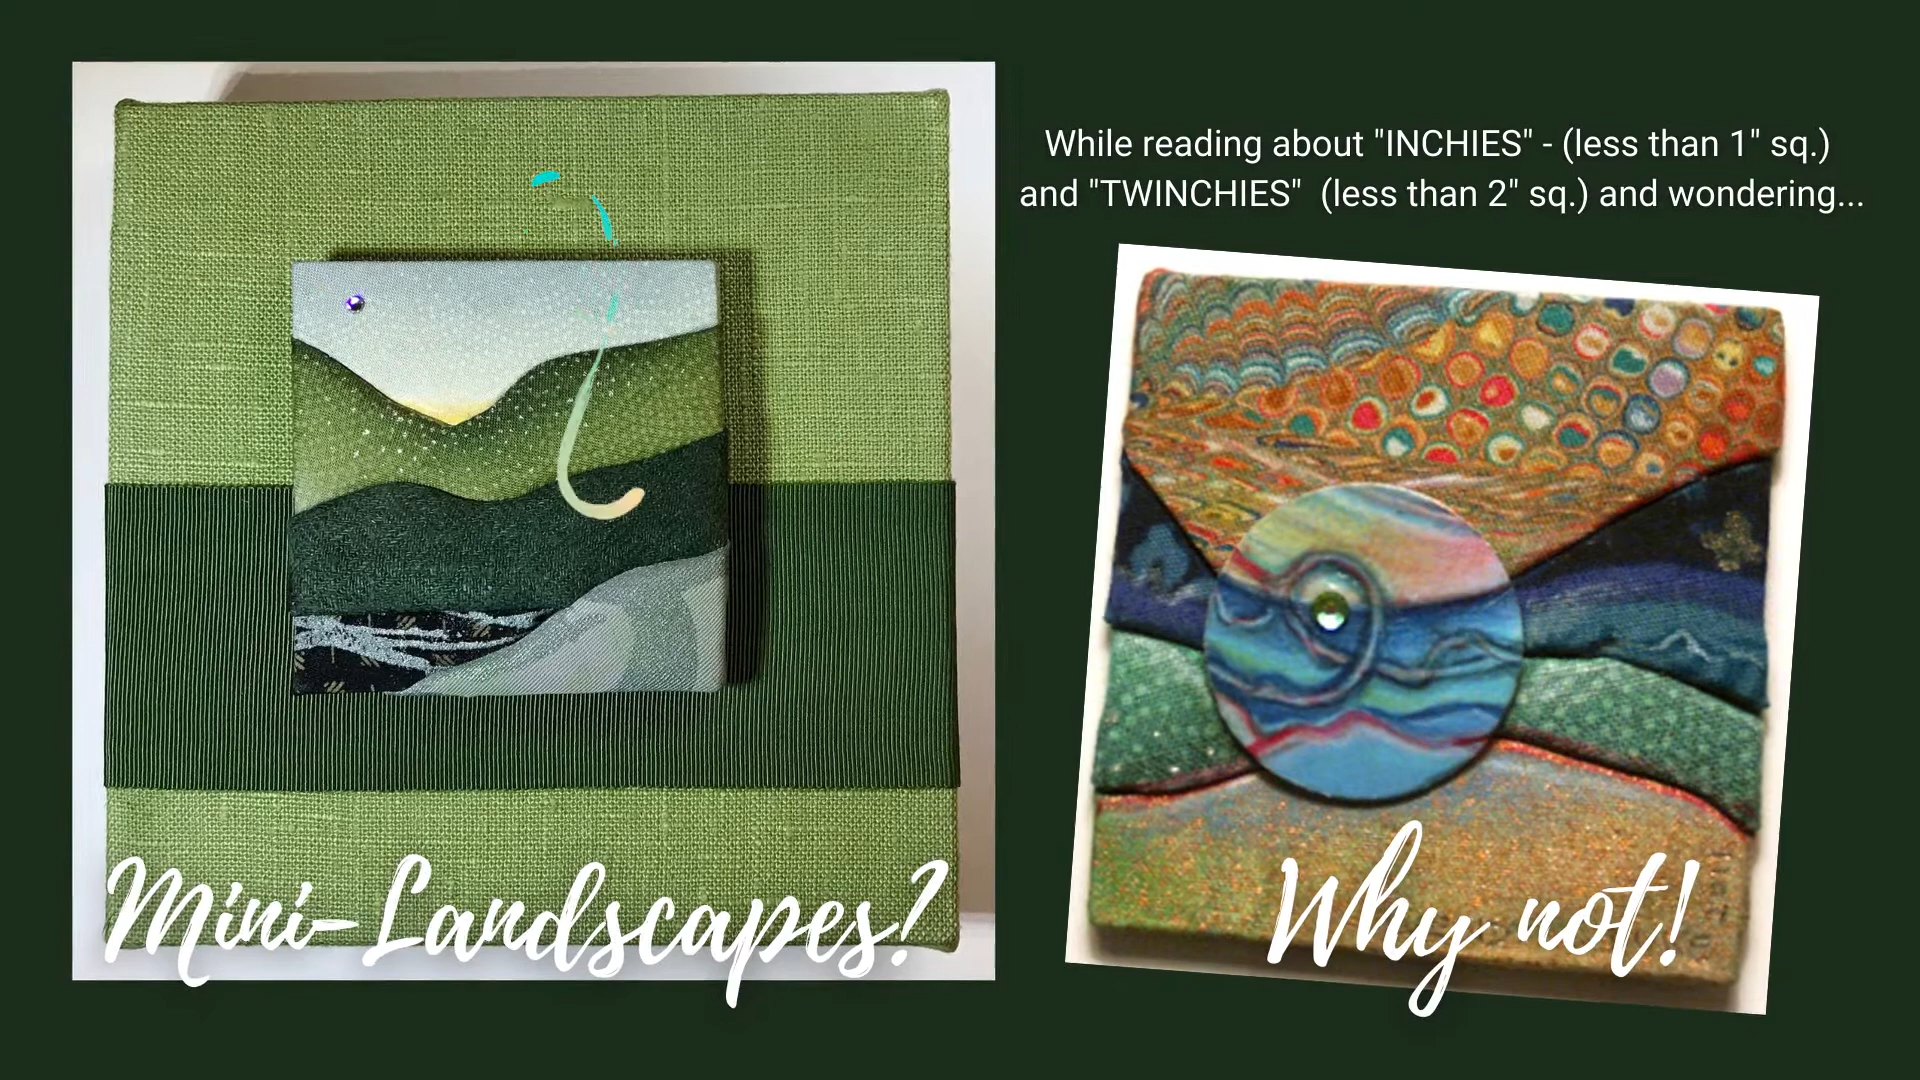 While reading about "INCHIES" - (less than 1" sq.)
and "TWINCHIES"  (less than 2" sq.) and wondering...
Mini-Landscapes?
Why not!